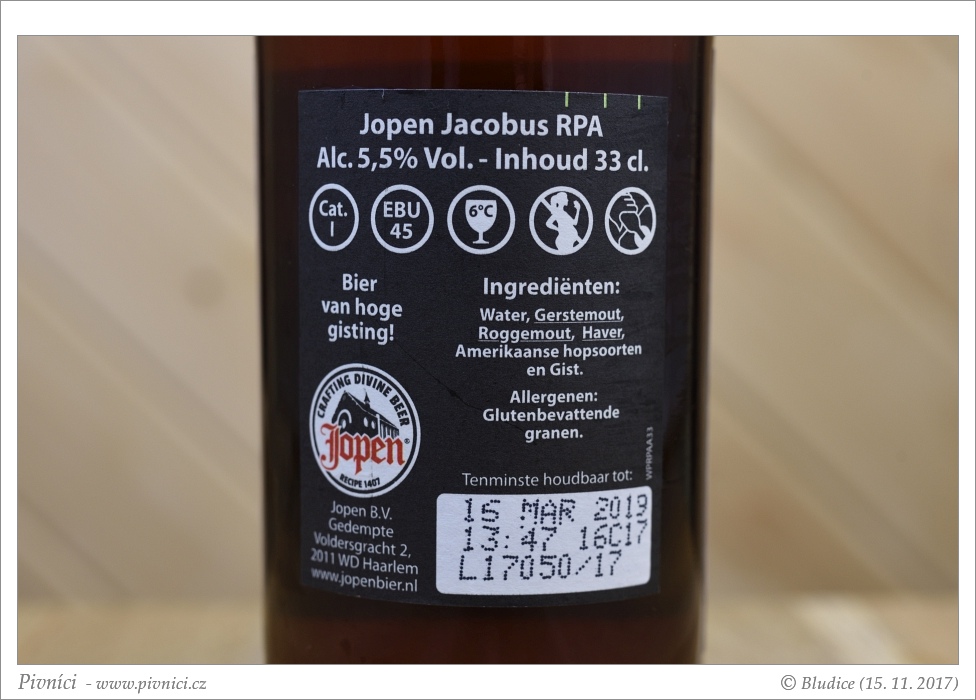 Jopen Jacobus RPA
Alc. 5,5% Vol. - Inhoud 33 cl.
Cat.
I
EBU
45
6°C
Bier
van hoge
gisting!
Ingrediënten:
Water, Gerstemout,
Roggemout, Haver,
Amerikaanse hopsoorten
en Gist.
Allergenen:
Glutenbevattende
granen.
CRAFTING DIVINE BEER
Jopen®
RECIPE 1407
WPRPAA33
Tenminste houdbaar tot:
16 MAR 2019
13:47 16C17
L17050/17
Jopen B.V.
Gedempte
Voldersgracht 2,
2011 WD Haarlem
www.jopenbier.nl
Pivníci - www.pivnici.cz
© Bludice (15. 11. 2017)